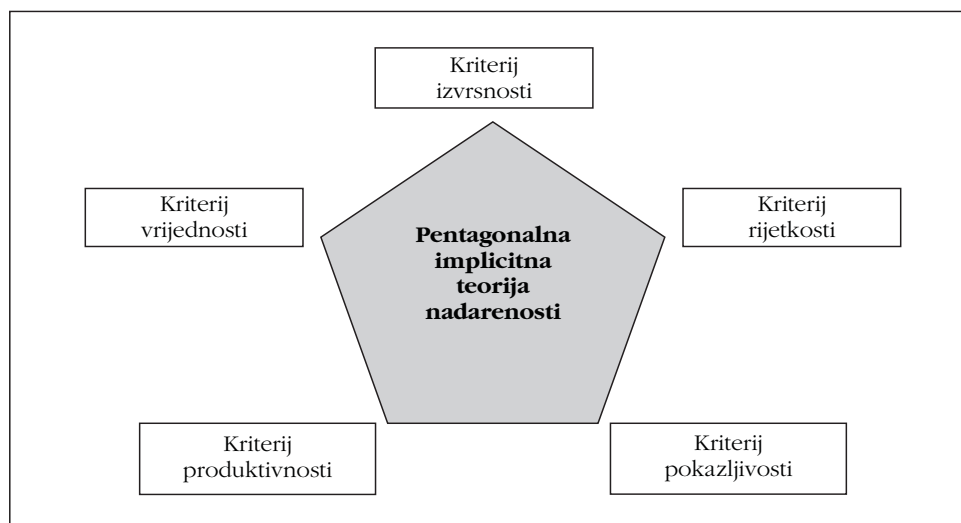 Kriterij
izvrsnosti
Kriterij
vrijednosti
Kriterij
rijetkosti
Pentagonalna
implicitna
teorija
nadarenosti
Kriterij
produktivnosti
Kriterij
pokazljivosti